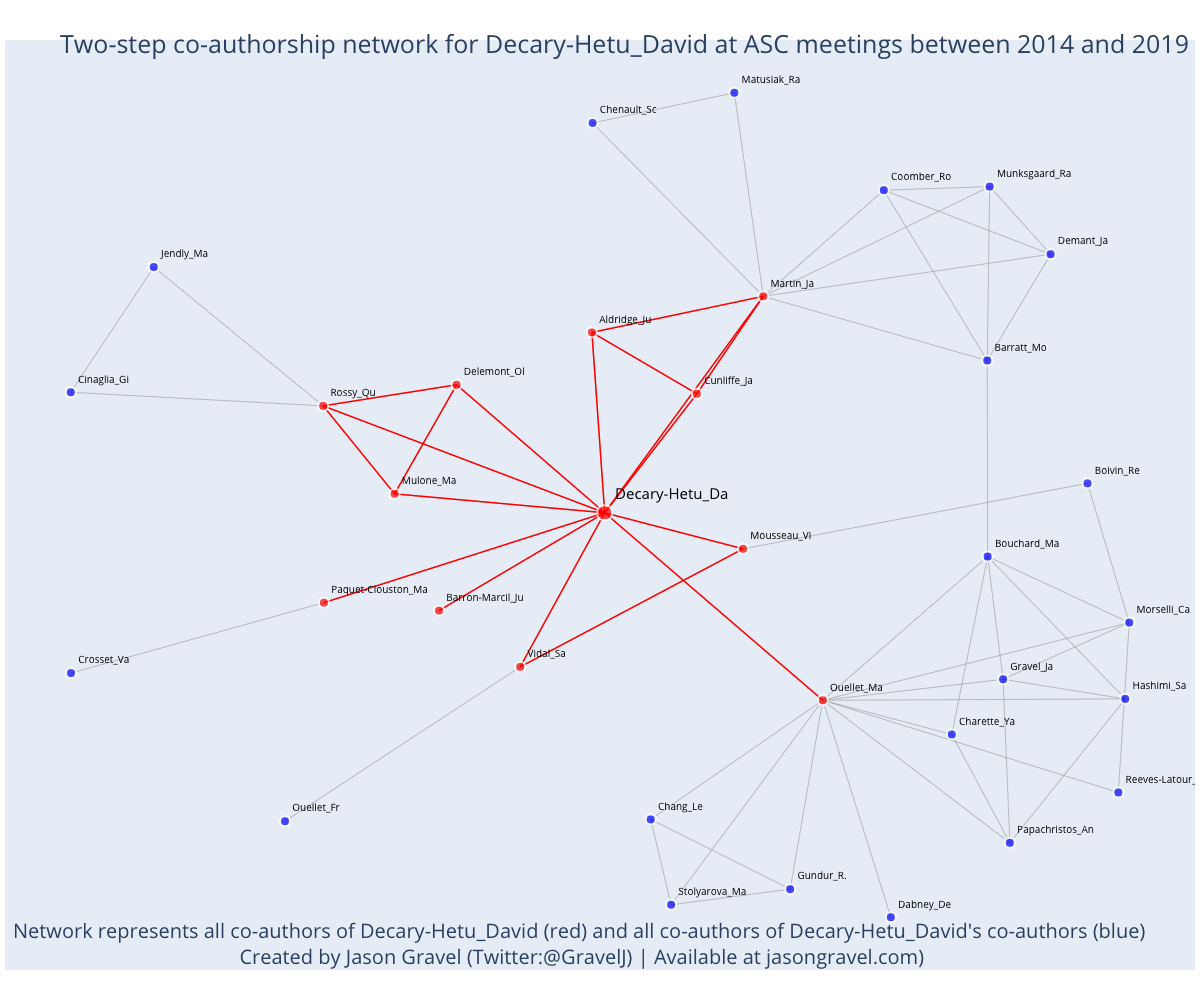 Two-step co-authorship network for Decary-Hetu_David at ASC meetings between 2014 and 2019
Matusiak_Ra
Chenault_Sc
Coomber_Ro
Munksgaard_Ra
Demant_Ja
Jendly_Ma
Martin_Ja
Aldridge_Ju
Barratt_Mo
Cinaglia_Gi
Delemont_Ol
Cunliffe_Ja
Rossy_Qu
Boivin_Re
Mulone_Ma
Decary-Hetu_Da
Mousseau_Vi
Bouchard_Ma
Paquet-Clouston_Ma
Barron-Marcil_Ju
Morselli_Ca
Crosset_Va
Vidal_Sa
Gravel_Ja
Ouellet_Ma
Hashimi_Sa
Charette_Ya
Reeves-Latour_
Ouellet_Fr
Chang_Le
Papachristos_An
Gundur_R.
Stolyarova_Ma
Dabney_De
Network represents all co-authors of Decary-Hetu_David (red) and all co-authors of Decary-Hetu_David's co-authors (blue)
Created by Jason Gravel (Twitter:@GravelJ) | Available at jasongravel.com)